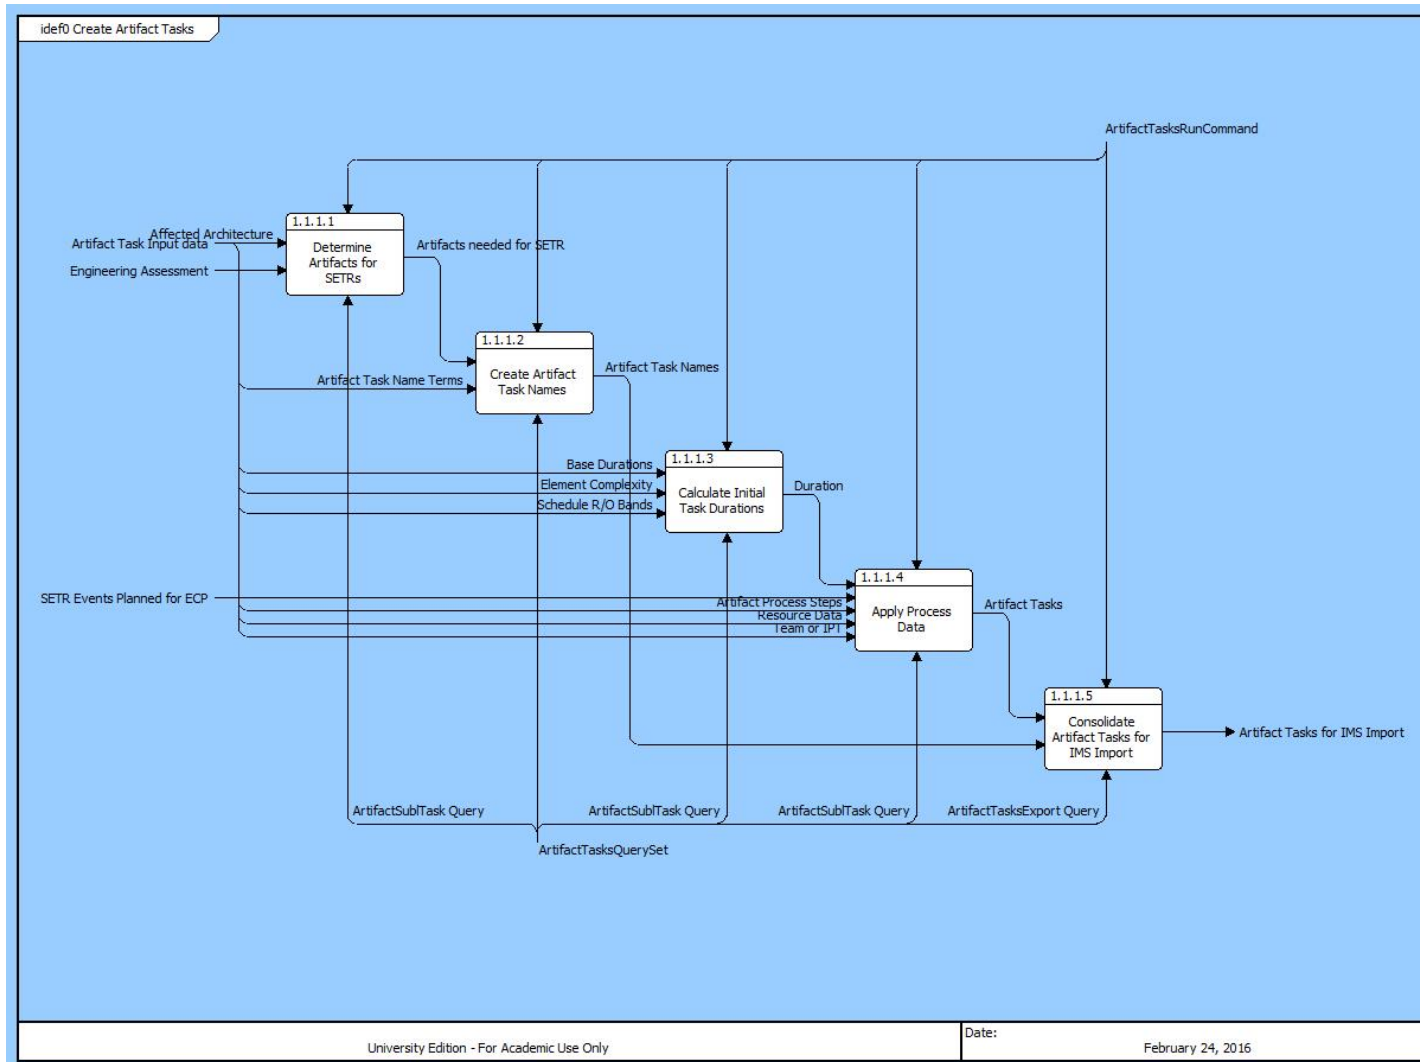 idef0 Create Artifact Tasks
ArtifactTasksRunCommand
1.1.1.1
Determine
Artifacts for
SETRs
Affected Architecture
Artifact Task Input data
Engineering Assessment
Artifacts needed for SETR
1.1.1.2
Create Artifact
Task Names
Artifact Task Name Terms
Artifact Task Names
1.1.1.3
Calculate Initial
Task Durations
Base Durations
Element Complexity
Schedule R/O Bands
Duration
1.1.1.4
Apply Process
Data
SETR Events Planned for ECP
Artifact Process Steps
Resource Data
Team or IPT
Artifact Tasks
1.1.1.5
Consolidate
Artifact Tasks for
IMS Import
Artifact Tasks for IMS Import
ArtifactSublTask Query
ArtifactSublTask Query
ArtifactSublTask Query
ArtifactTasksExport Query
ArtifactTasksQuerySet
University Edition - For Academic Use Only
Date:
February 24, 2016